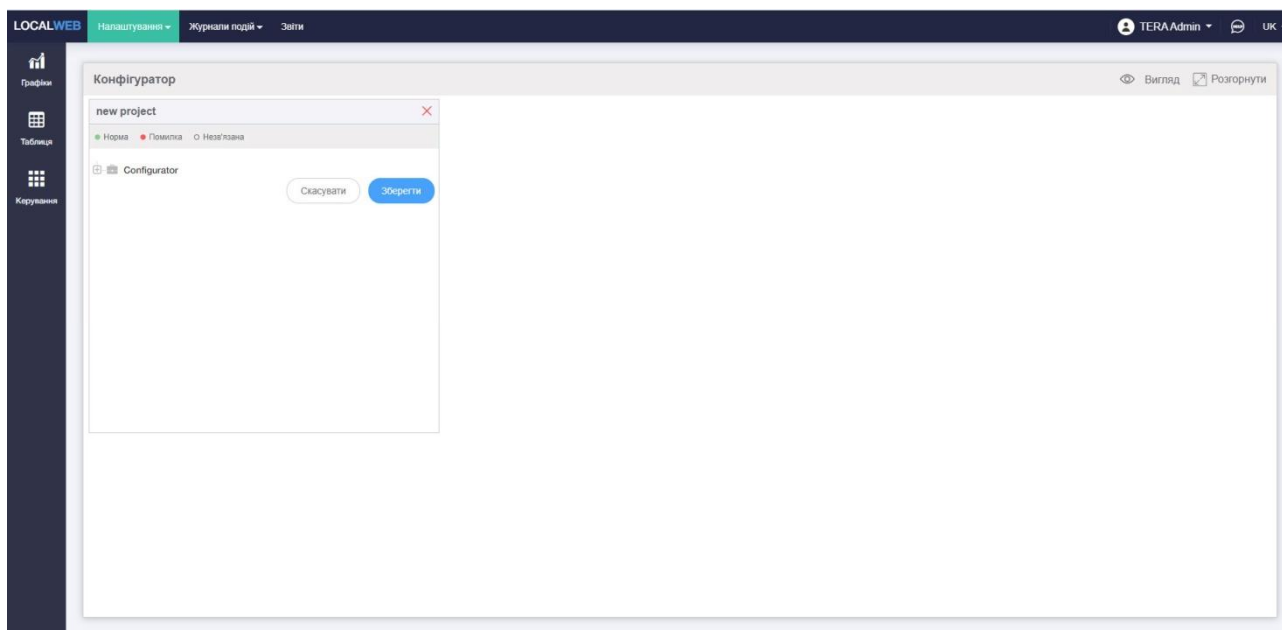 LOCALWEB Налаштування Журнали подій Звіти TERA Admin UK
Графіки
Таблиця
Керування
Конфігуратор Вигляд Розгорнути
new project
Норма Помилка Незв'язана
Configurator
Скасувати Зберегти